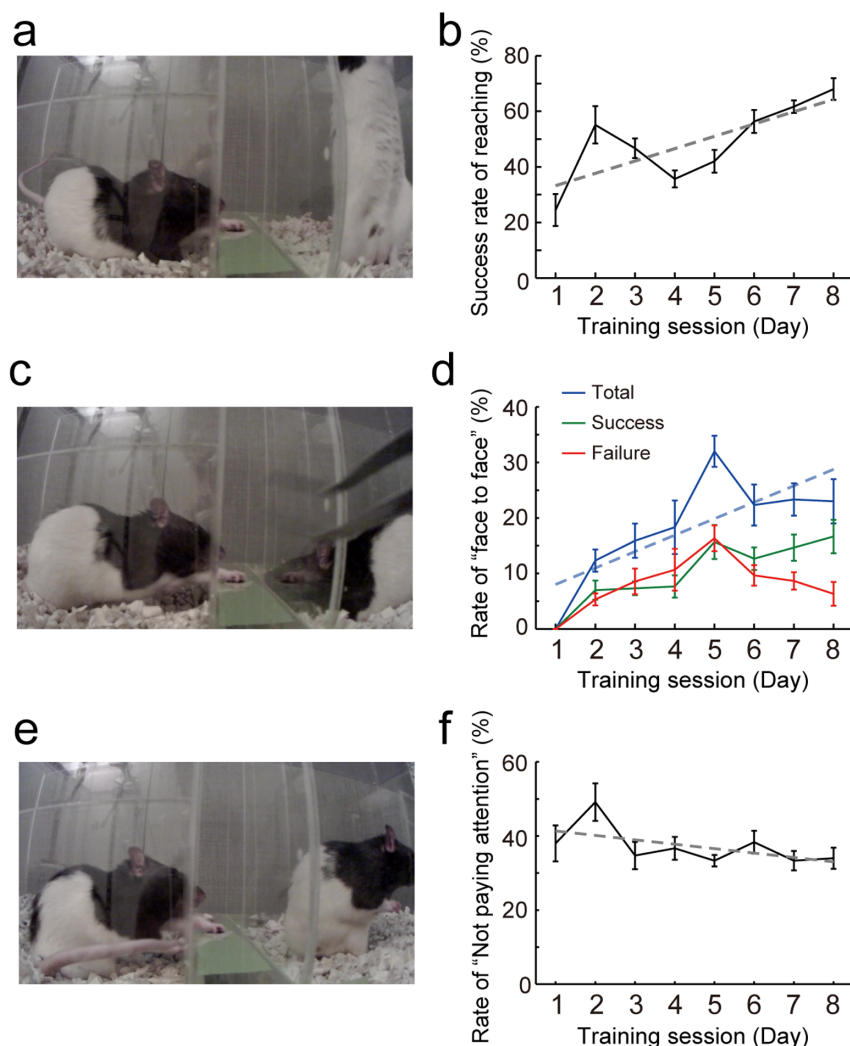 a
b
Success rate of reaching (%)
80
60
40
20
0
1 2 3 4 5 6 7 8
Training session (Day)
c
d
Rate of “face to face” (%)
Total
Success
Failure
40
30
20
10
0
1 2 3 4 5 6 7 8
Training session (Day)
e
f
Rate of “Not paying attention” (%)
60
40
20
0
1 2 3 4 5 6 7 8
Training session (Day)